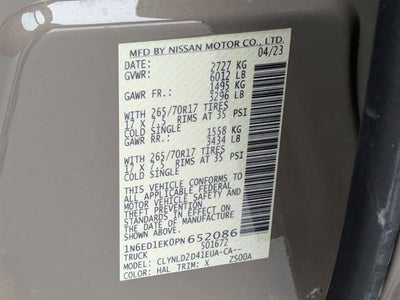 MFD BY NISSAN MOTOR CO., LTD.
DATE: 04/23
GVWR: 2727 KG
6012 LB
GAWR FR.: 1495 KG
3296 LB
WITH 265/70R17 TIRES
17 X 7.5 RIMS AT 35 PSI
COLD SINGLE
GAWR RR.: 1558 KG
3434 LB
WITH 265/70R17 TIRES
17 X 7.5 RIMS AT 35 PSI
COLD SINGLE
THIS VEHICLE CONFORMS TO
ALL APPLICABLE FEDERAL
MOTOR VEHICLE SAFETY
STANDARDS IN EFFECT ON
THE DATE OF MANUFACTURE
SHOWN ABOVE.
1N6ED1EK0PN652086
TRUCK 501672
MODEL: CLYNLDZD41EUA-CA--
COLOR: HAL TRIM: X ZS00A